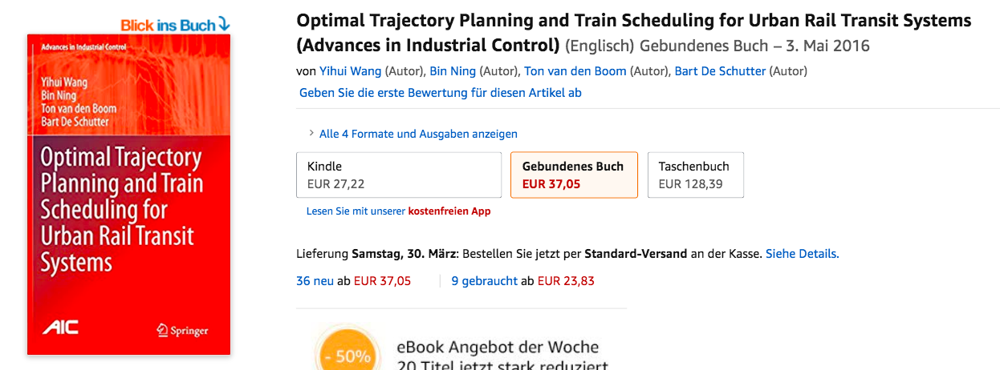 Blick ins Buch
Advances in Industrial Control
Yihui Wang
Bin Ning
Ton van den Boom
Bart De Schutter
Optimal Trajectory
Planning and Train
Scheduling for
Urban Rail Transit
Systems
AIC
Springer
Optimal Trajectory Planning and Train Scheduling for Urban Rail Transit Systems
(Advances in Industrial Control) (Englisch) Gebundenes Buch – 3. Mai 2016
von Yihui Wang (Autor), Bin Ning (Autor), Ton van den Boom (Autor), Bart De Schutter (Autor)
Geben Sie die erste Bewertung für diesen Artikel ab
Alle 4 Formate und Ausgaben anzeigen
Kindle
EUR 27,22
Gebundenes Buch
EUR 37,05
Taschenbuch
EUR 128,39
Lesen Sie mit unserer kostenfreien App
Lieferung Samstag, 30. März: Bestellen Sie jetzt per Standard-Versand an der Kasse. Siehe Details.
36 neu ab EUR 37,05 | 9 gebraucht ab EUR 23,83
- 50%
eBook Angebot der Woche
20 Titel jetzt stark reduziert